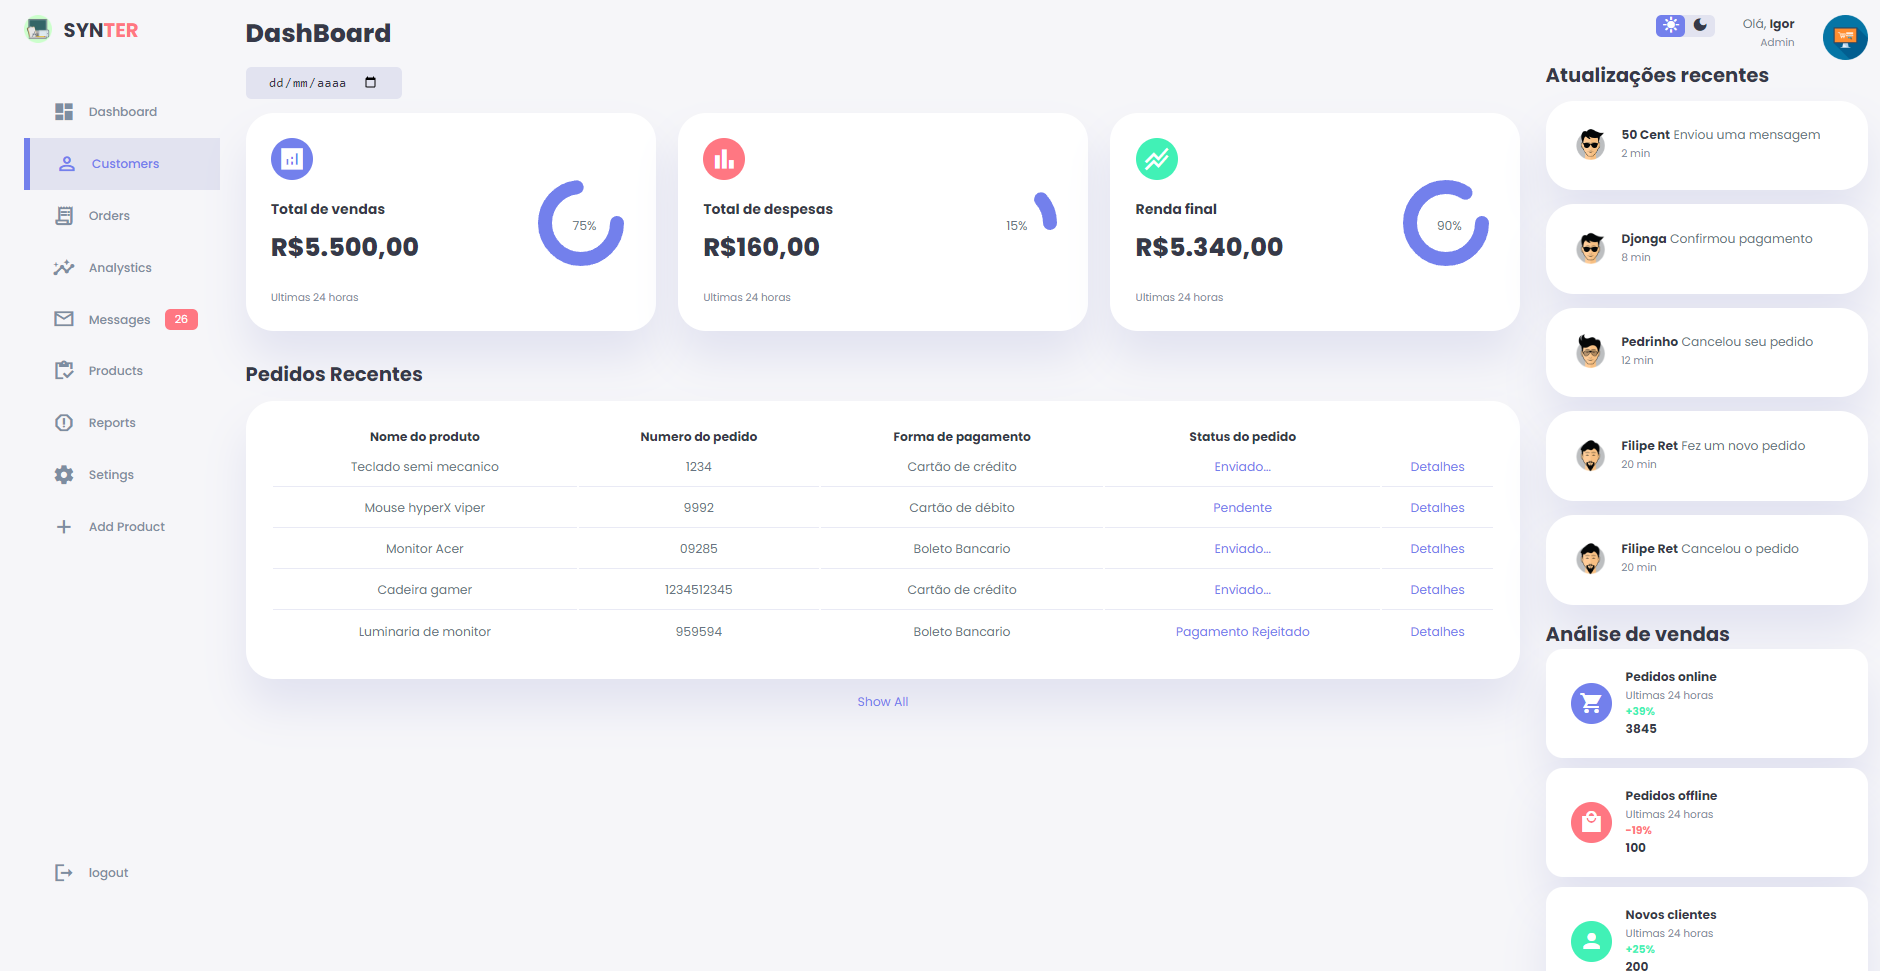 SYNTER
Dashboard
Customers
Orders
Analystics
Messages 26
Products
Reports
Setings
Add Product
logout
DashBoard
dd/mm/aaaa
Total de vendas
R$5.500,00
75%
Ultimas 24 horas
Total de despesas
R$160,00
15%
Ultimas 24 horas
Renda final
R$5.340,00
90%
Ultimas 24 horas
Pedidos Recentes
Nome do produto Numero do pedido Forma de pagamento Status do pedido
Teclado semi mecanico 1234 Cartão de crédito Enviado... Detalhes
Mouse hyperX viper 9992 Cartão de débito Pendente Detalhes
Monitor Acer 09285 Boleto Bancario Enviado... Detalhes
Cadeira gamer 1234512345 Cartão de crédito Enviado... Detalhes
Luminaria de monitor 959594 Boleto Bancario Pagamento Rejeitado Detalhes
Show All
Olá, Igor
Admin
Atualizações recentes
50 Cent Enviou uma mensagem
2 min
Djonga Confirmou pagamento
8 min
Pedrinho Cancelou seu pedido
12 min
Filipe Ret Fez um novo pedido
20 min
Filipe Ret Cancelou o pedido
20 min
Análise de vendas
Pedidos online
Ultimas 24 horas
+39%
3845
Pedidos offline
Ultimas 24 horas
-19%
100
Novos clientes
Ultimas 24 horas
+25%
200